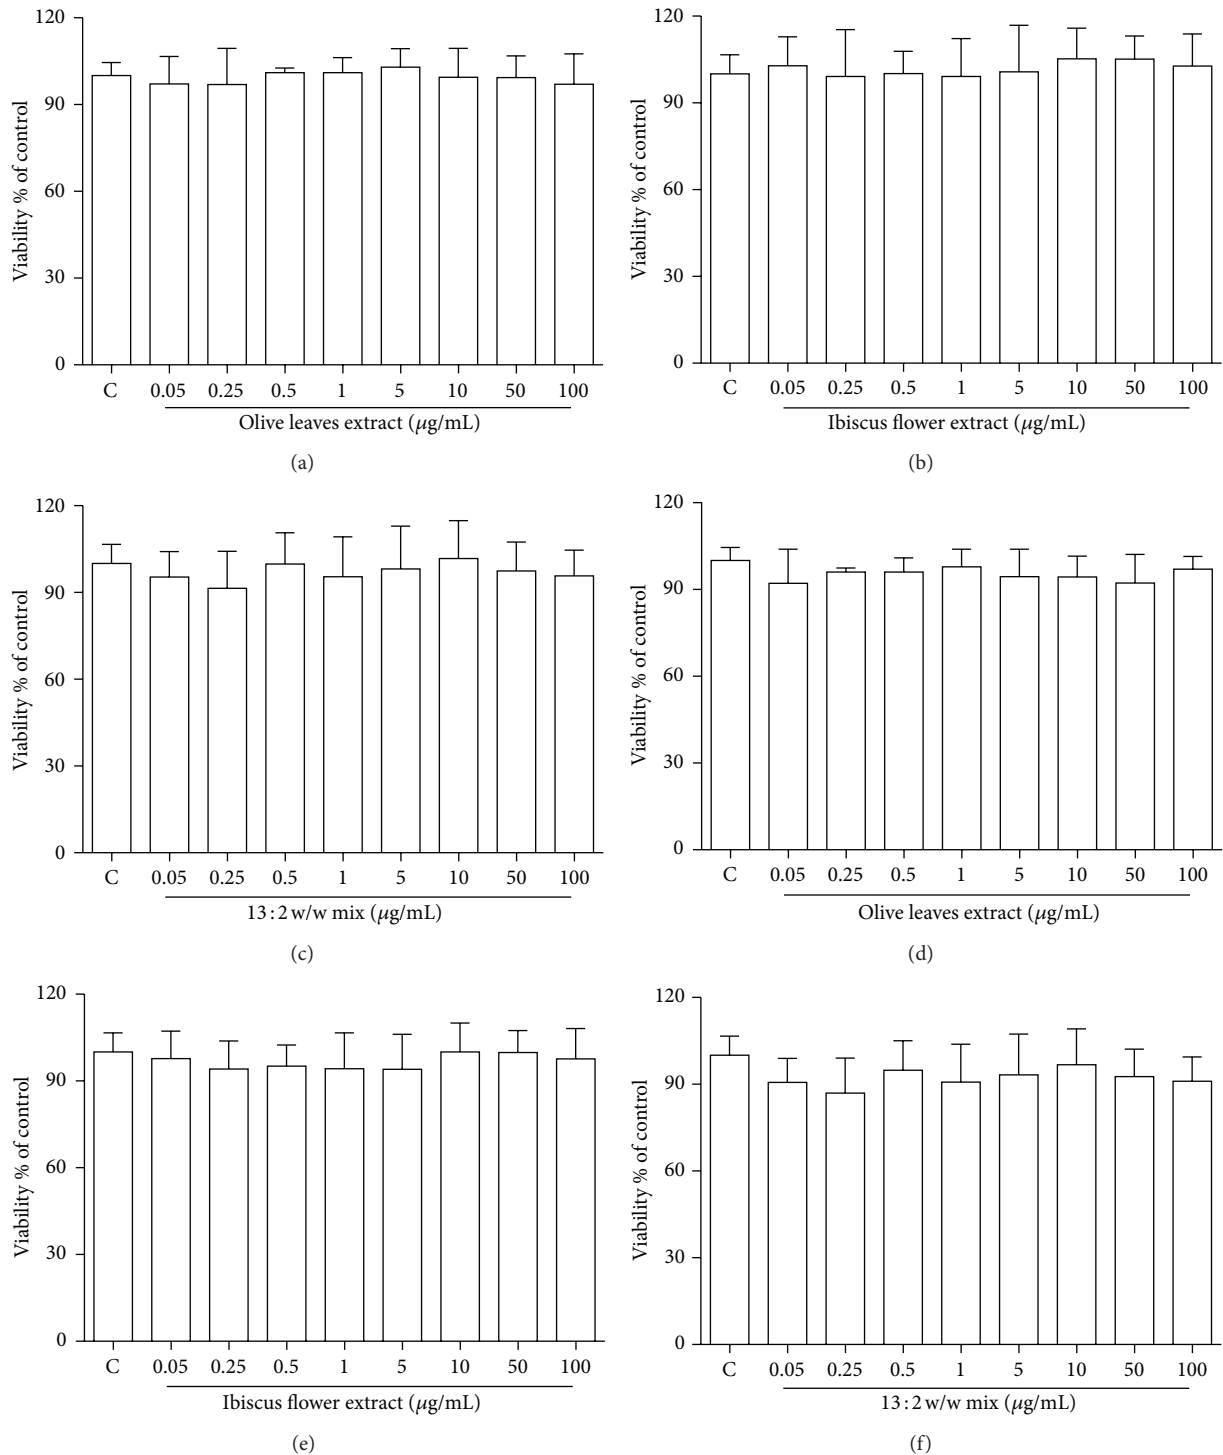 120
90
60
30
0
Viability % of control
C 0.05 0.25 0.5 1 5 10 50 100
Olive leaves extract (μg/mL)
(a)
120
90
60
30
0
Viability % of control
C 0.05 0.25 0.5 1 5 10 50 100
Ibiscus flower extract (μg/mL)
(b)
120
90
60
30
0
Viability % of control
C 0.05 0.25 0.5 1 5 10 50 100
13 : 2 w/w mix (μg/mL)
(c)
120
90
60
30
0
Viability % of control
C 0.05 0.25 0.5 1 5 10 50 100
Olive leaves extract (μg/mL)
(d)
120
90
60
30
0
Viability % of control
C 0.05 0.25 0.5 1 5 10 50 100
Ibiscus flower extract (μg/mL)
(e)
120
90
60
30
0
Viability % of control
C 0.05 0.25 0.5 1 5 10 50 100
13 : 2 w/w mix (μg/mL)
(f)